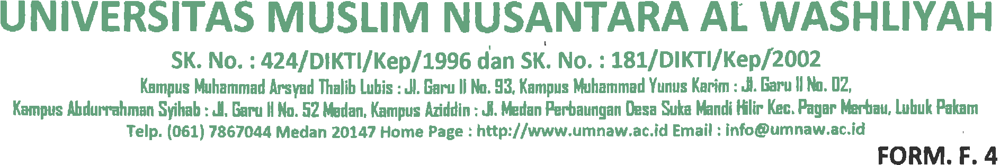 UNIVERSITAS MUSLIM NUSANTARA AL WASHLIYAH
SK. No. : 424/DIKTI/Kep/1996 dan SK. No. : 181/DIKTI/Kep/2002
Kampus Muhammad Arsyad Thalib Lubis : Jl. Garu II No. 93, Kampus Muhammad Yunus Karim : Jl. Garu II No. 02,
Kampus Abdurrahman Syihab : Jl. Garu II No. 52 Medan, Kampus Aziddin : Jl. Medan Perbaungan Desa Suka Mandi Hilir Kec. Pagar Merbau, Lubuk Pakam
Telp. (061) 7867044 Medan 20147 Home Page : http://www.umnaw.ac.id Email : info@umnaw.ac.id
FORM. F. 4